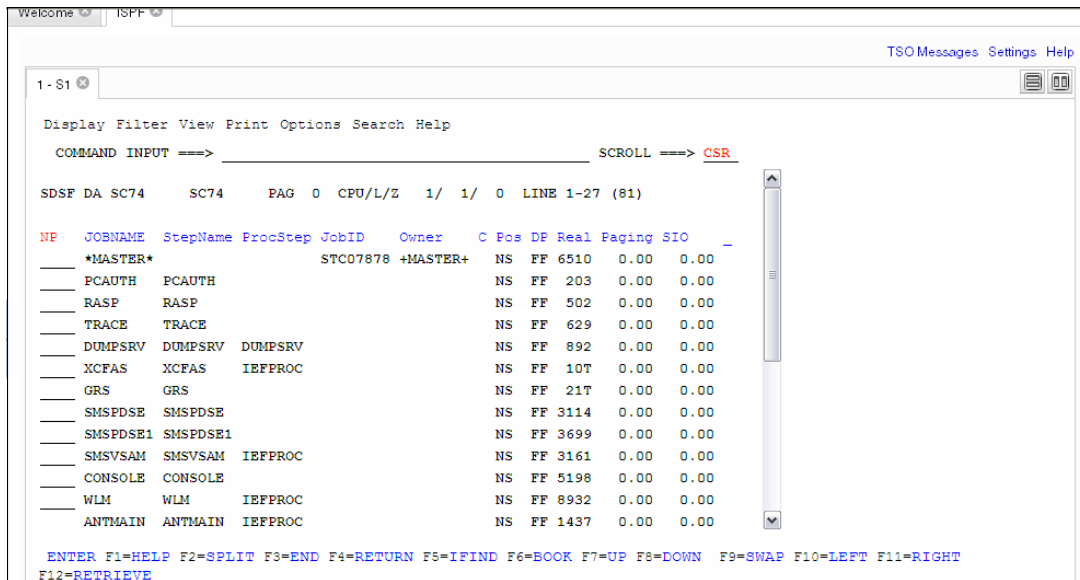 Welcome ISPF
TSO Messages Settings Help
1 - S1
Display Filter View Print Options Search Help
COMMAND INPUT ===> SCROLL ===> CSR
SDSF DA SC74 SC74 PAG 0 CPU/L/Z 1/ 1/ 0 LINE 1-27 (81)
NP JOBNAME StepName ProcStep JobID Owner C Pos DP Real Paging SIO
*MASTER* STC07878 +MASTER+ NS FF 6510 0.00 0.00
PCAUTH PCAUTH NS FF 203 0.00 0.00
RASP RASP NS FF 502 0.00 0.00
TRACE TRACE NS FF 629 0.00 0.00
DUMPSRV DUMPSRV DUMPSRV NS FF 892 0.00 0.00
XCFAS XCFAS IEFPROC NS FF 10T 0.00 0.00
GRS GRS NS FF 21T 0.00 0.00
SMSPDSE SMSPDSE NS FF 3114 0.00 0.00
SMSPDSE1 SMSPDSE1 NS FF 3699 0.00 0.00
SMSVSAM SMSVSAM IEFPROC NS FF 3161 0.00 0.00
CONSOLE CONSOLE NS FF 5198 0.00 0.00
WLM WLM IEFPROC NS FF 8932 0.00 0.00
ANTMAIN ANTMAIN IEFPROC NS FF 1437 0.00 0.00
ENTER F1=HELP F2=SPLIT F3=END F4=RETURN F5=IFIND F6=BOOK F7=UP F8=DOWN F9=SWAP F10=LEFT F11=RIGHT
F12=RETRIEVE